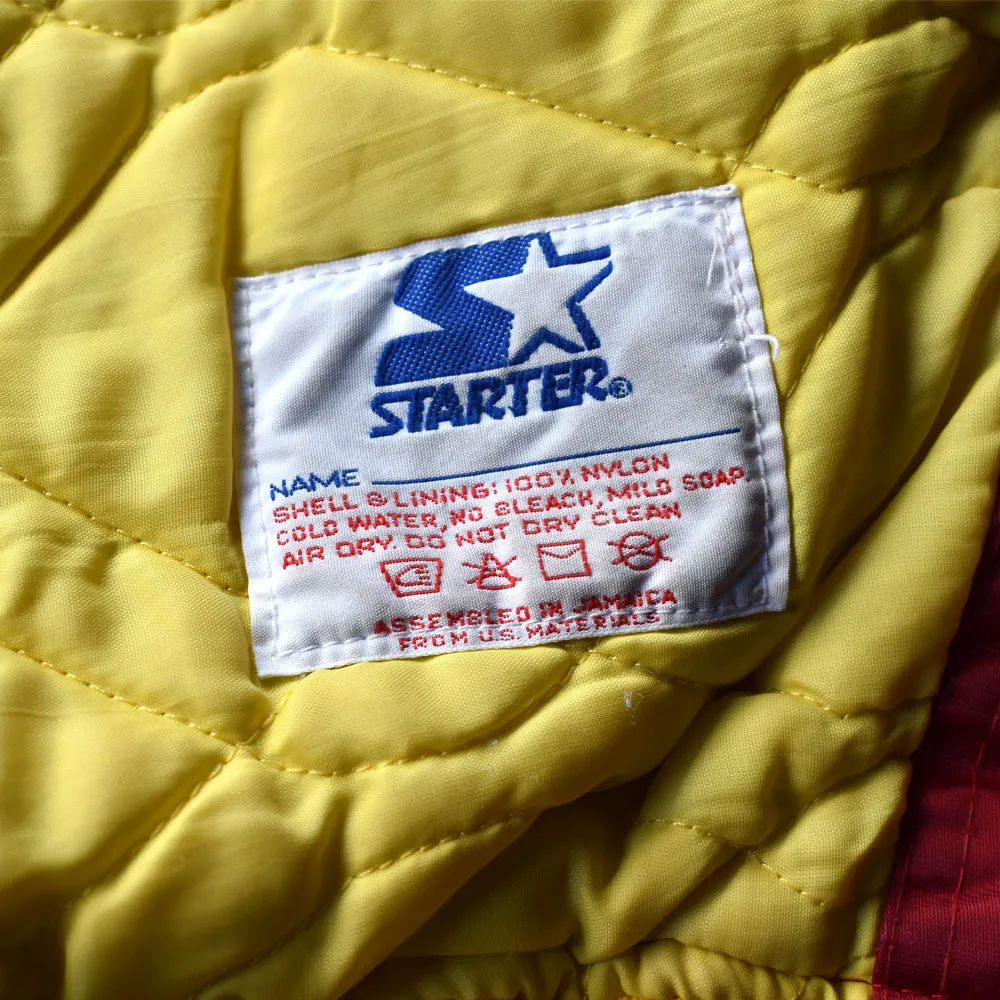 STARTER®
NAME
SHELL & LINING: 100% NYLON
COLD WATER, NO BLEACH, MILD SOAP.
AIR DRY. DO NOT DRY CLEAN
ASSEMBLED IN JAMAICA
FROM U.S. MATERIALS